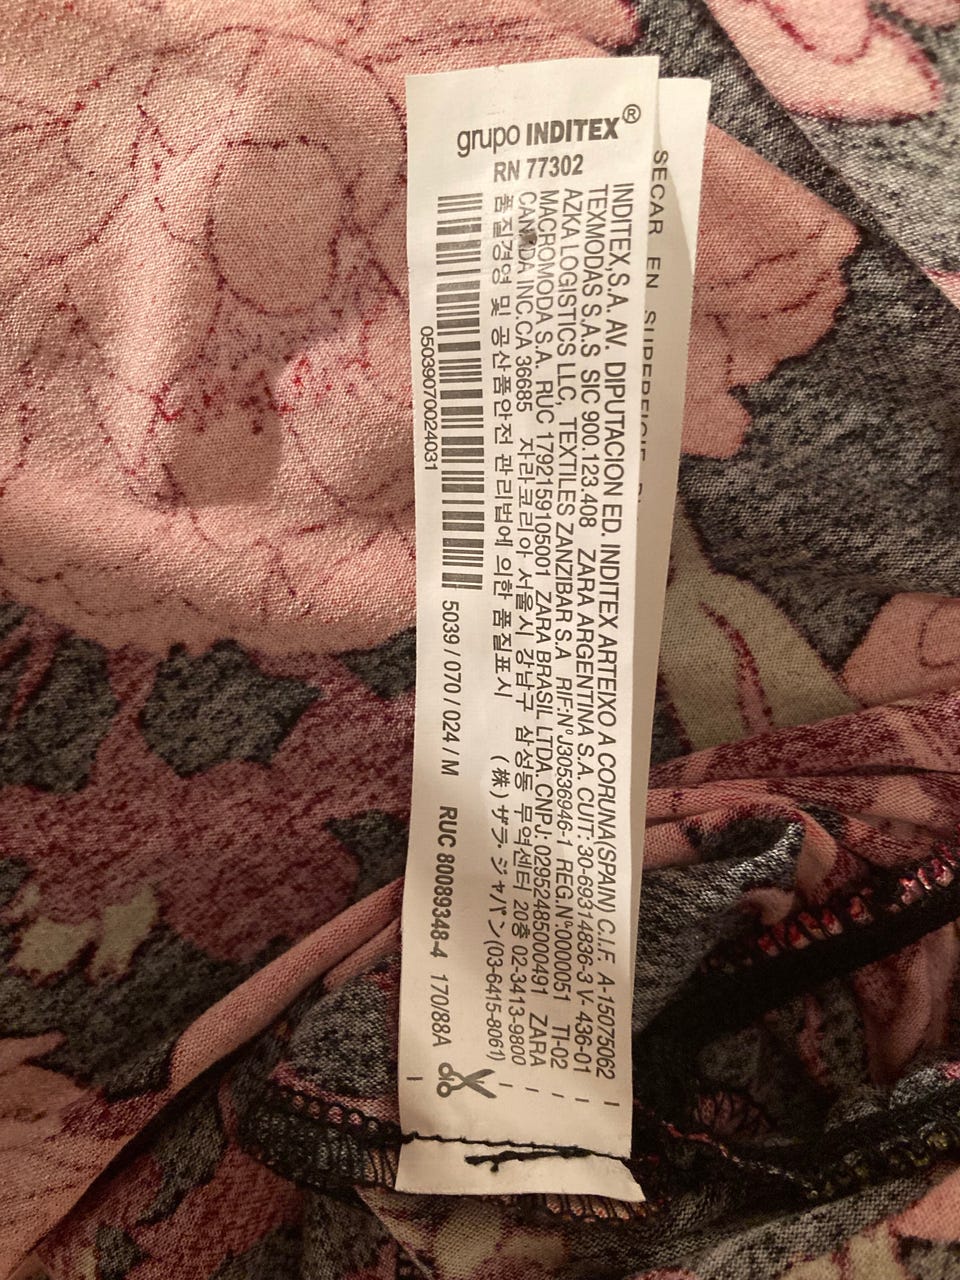 grupo INDITEX®
RN 77302
INDITEX,S.A. AV. DIPUTACION ED. INDITEX ARTEIXO A CORUNA(SPAIN) C.I.F. A-15075062
TEXMODAS S.A.S SIC 900.123.408 ZARA ARGENTINA S.A. CUIT: 30-69314836-3 V- 436-01
AZKA LOGISTICS LLC, TEXTILES ZANZIBAR S.A RIF:N°J30536946-1 REG.N°.0000051 TI-02
MACROMODA S.A. RUC 1792159105001 ZARA BRASIL LTDA. CNPJ: 02952485000491 ZARA
CANADA INC.CA 36685 자라코리아 서울시 강남구 삼성동 무역센터 20층 02-3413-9800
품질경영 및 공산품안전 관리법에 의한 품질표시 (株)ザラ・ジャパン(03-6415-8061)
05039070024031
5039 / 070 / 024 / M RUC 80089348-4 170/88A
SECAR EN SUPERFICIE